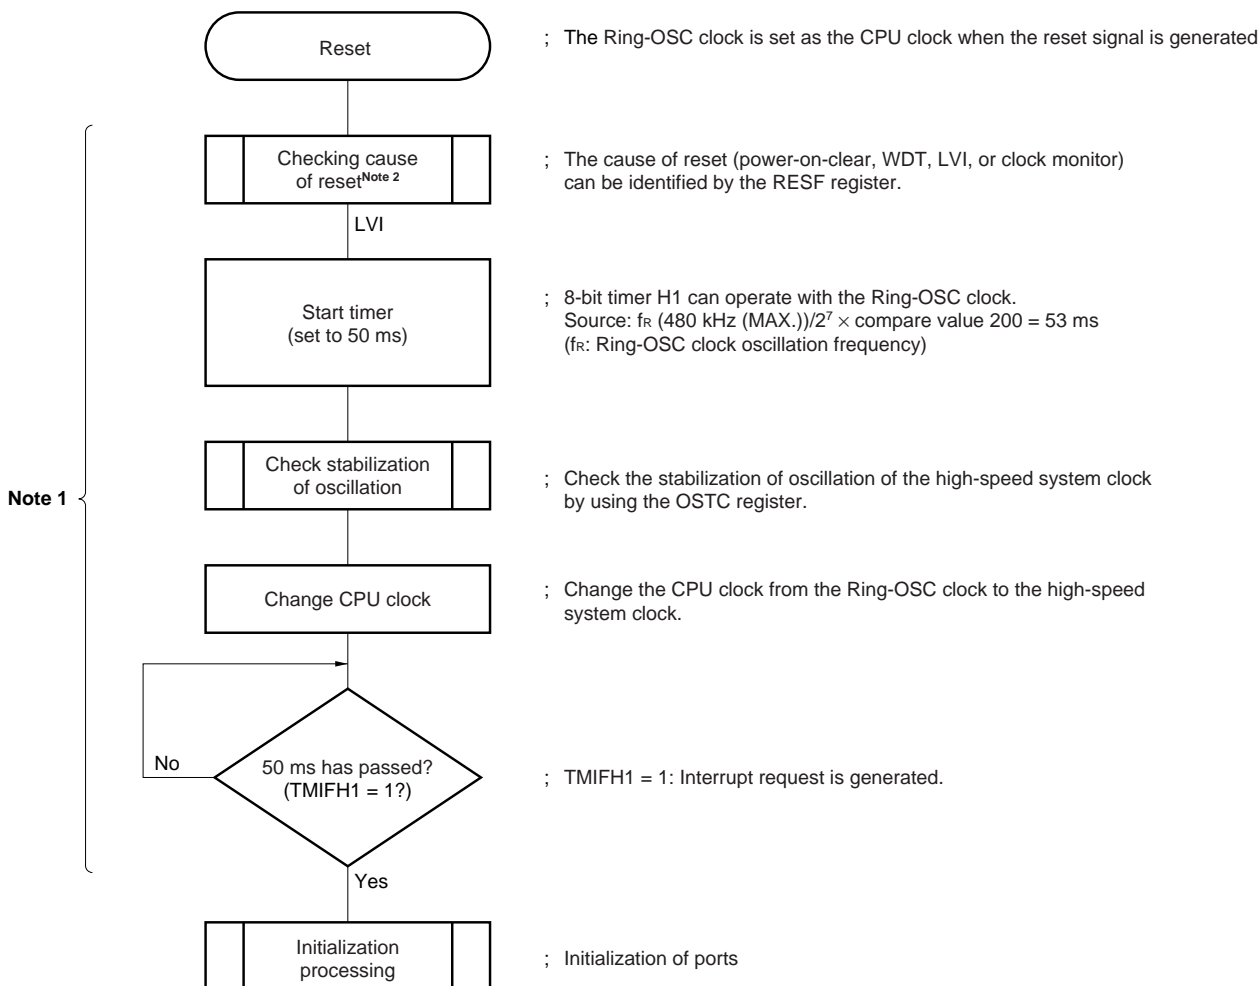 Reset
; The Ring-OSC clock is set as the CPU clock when the reset signal is generated
Checking cause
of resetNote 2
; The cause of reset (power-on-clear, WDT, LVI, or clock monitor)
can be identified by the RESF register.
LVI
Start timer
(set to 50 ms)
; 8-bit timer H1 can operate with the Ring-OSC clock.
Source: fR (480 kHz (MAX.))/2⁷ × compare value 200 = 53 ms
(fR: Ring-OSC clock oscillation frequency)
Check stabilization
of oscillation
; Check the stabilization of oscillation of the high-speed system clock
by using the OSTC register.
Note 1
Change CPU clock
; Change the CPU clock from the Ring-OSC clock to the high-speed
system clock.
No
50 ms has passed?
(TMIFH1 = 1?)
; TMIFH1 = 1: Interrupt request is generated.
Yes
Initialization
processing
; Initialization of ports